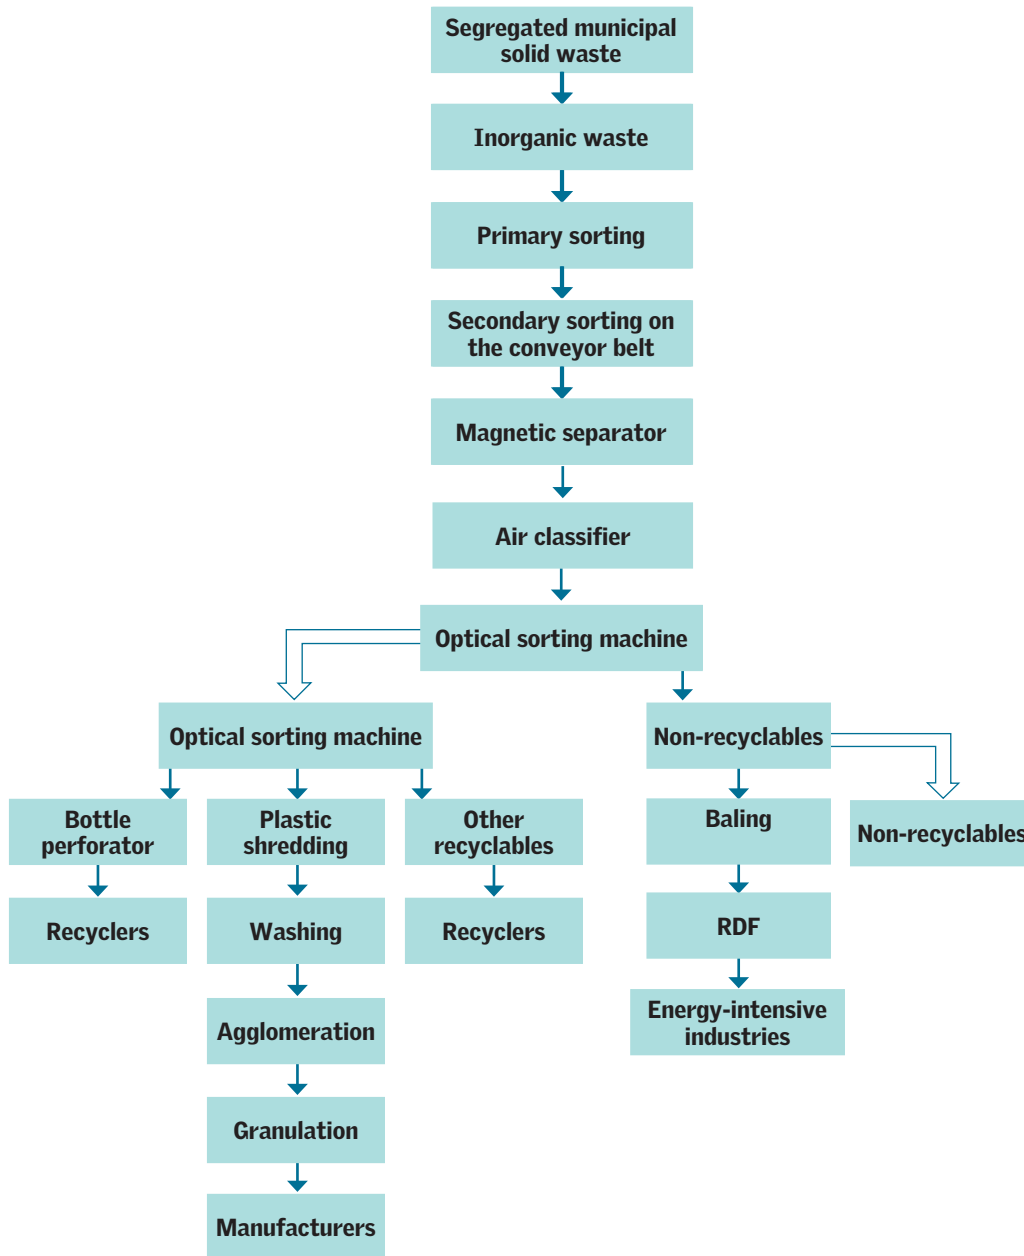 Segregated municipal
solid waste
Inorganic waste
Primary sorting
Secondary sorting on
the conveyor belt
Magnetic separator
Air classifier
Optical sorting machine
Optical sorting machine
Non-recyclables
Bottle
perforator
Plastic
shredding
Other
recyclables
Baling
Non-recyclables
Recyclers
Washing
Recyclers
RDF
Agglomeration
Energy-intensive
industries
Granulation
Manufacturers